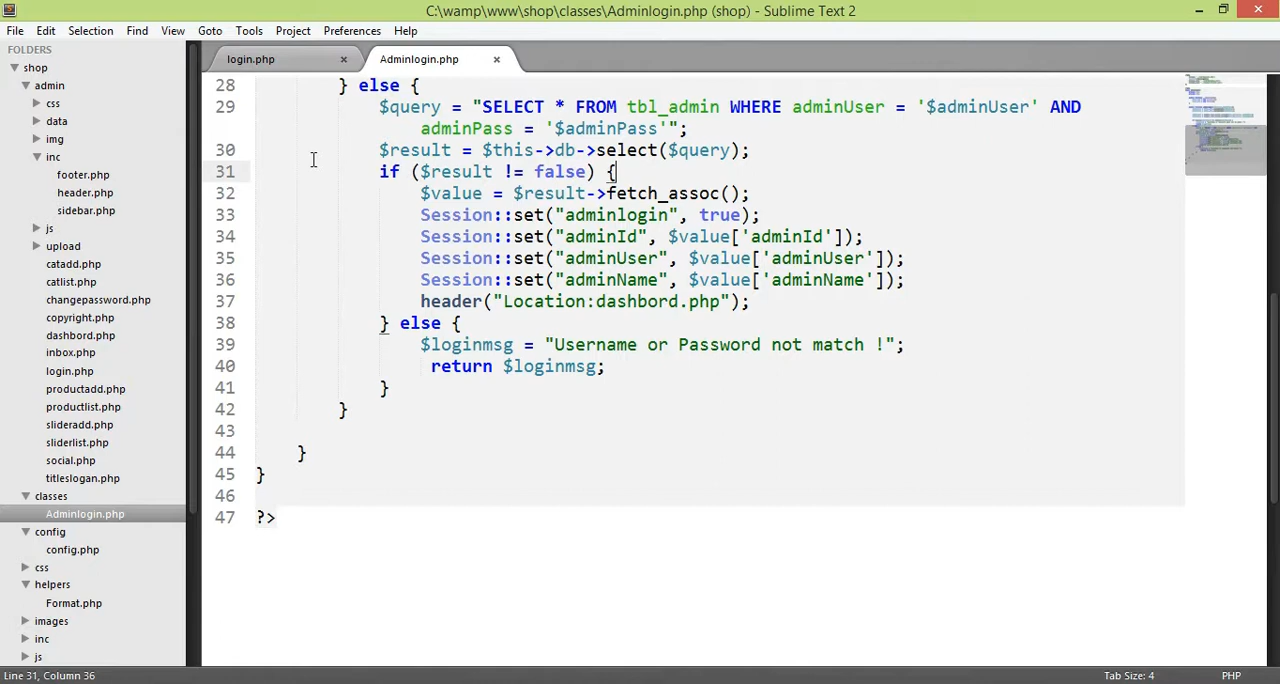 C:\wamp\www\shop\classes\Adminlogin.php (shop) - Sublime Text 2
File Edit Selection Find View Goto Tools Project Preferences Help
FOLDERS
shop
admin
css
data
img
inc
footer.php
header.php
sidebar.php
js
upload
catadd.php
catlist.php
changepassword.php
copyright.php
dashbord.php
inbox.php
login.php
productadd.php
productlist.php
slideradd.php
sliderlist.php
social.php
titleslogan.php
classes
Adminlogin.php
config
config.php
css
helpers
Format.php
images
inc
js
login.php × Adminlogin.php ×
28 } else {
29 $query = "SELECT * FROM tbl_admin WHERE adminUser = '$adminUser' AND
adminPass = '$adminPass'";
30 $result = $this->db->select($query);
31 if ($result != false) {
32 $value = $result->fetch_assoc();
33 Session::set("adminlogin", true);
34 Session::set("adminId", $value['adminId']);
35 Session::set("adminUser", $value['adminUser']);
36 Session::set("adminName", $value['adminName']);
37 header("Location:dashbord.php");
38 } else {
39 $loginmsg = "Username or Password not match !";
40 return $loginmsg;
41 }
42 }
43
44 }
45 }
46
47 ?>
Line 31, Column 36 Tab Size: 4 PHP